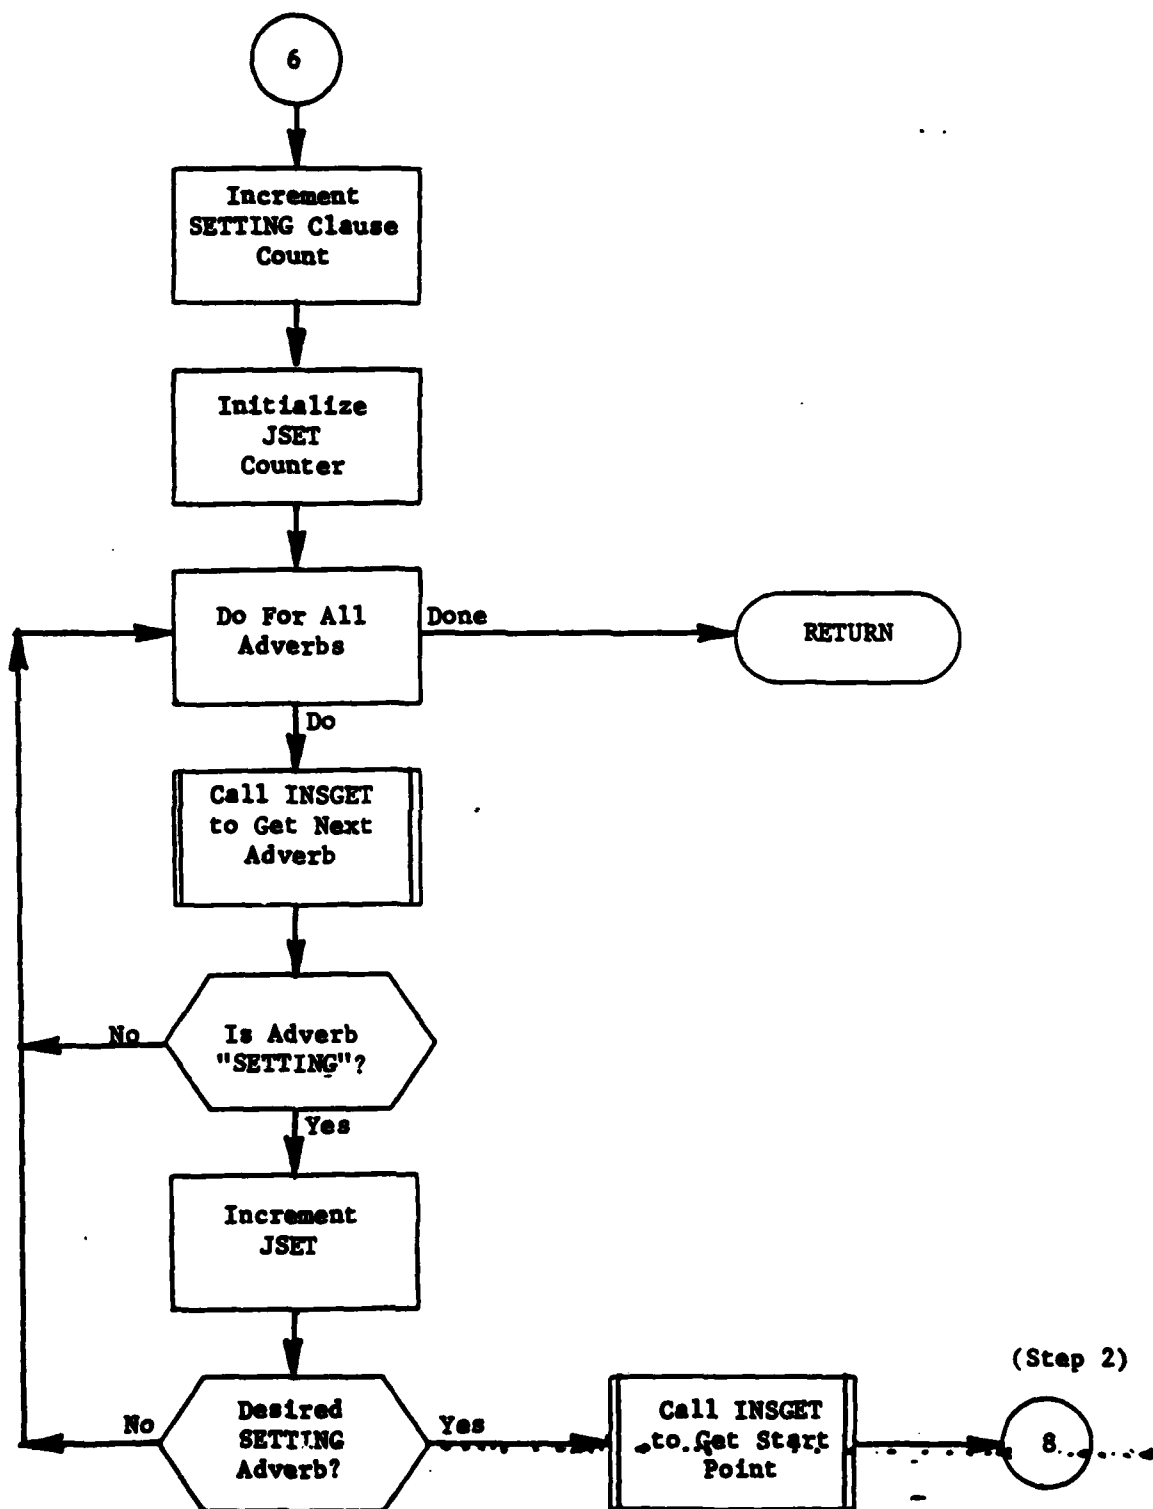 6
Increment
SETTING Clause
Count
Initialize
JSET
Counter
Do For All
Adverbs
Done
RETURN
Do
Call INSGET
to Get Next
Adverb
No
Is Adverb
"SETTING"?
Yes
Increment
JSET
(Step 2)
No
Desired
SETTING
Adverb?
Yes
Call INSGET
to Get Start
Point
8